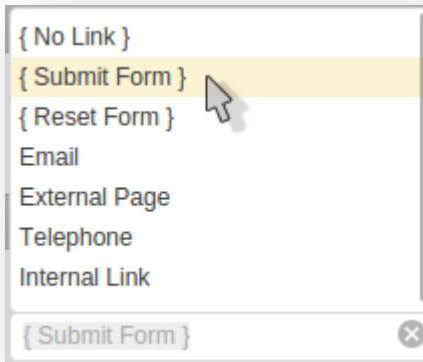 { No Link }
{ Submit Form }
{ Reset Form }
Email
External Page
Telephone
Internal Link
{ Submit Form }